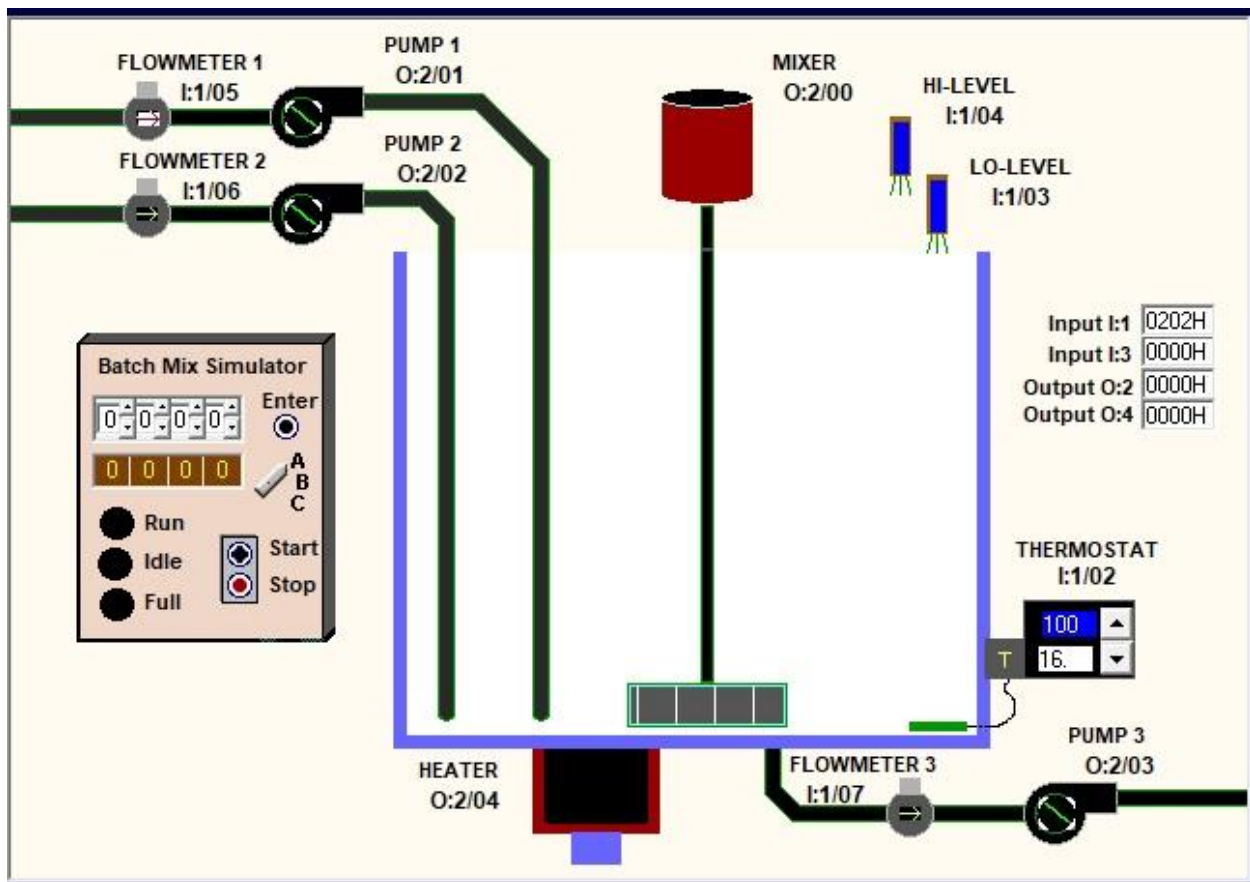 FLOWMETER 1
I:1/05
PUMP 1
O:2/01
MIXER
O:2/00
HI-LEVEL
I:1/04
FLOWMETER 2
I:1/06
PUMP 2
O:2/02
LO-LEVEL
I:1/03
Input I:1 0202H
Input I:3 0000H
Output O:2 0000H
Output O:4 0000H
Batch Mix Simulator
0 0 0 0
Enter
0 0 0 0
A
B
C
Run
Idle
Full
Start
Stop
THERMOSTAT
I:1/02
100
T
16.
HEATER
O:2/04
FLOWMETER 3
I:1/07
PUMP 3
O:2/03